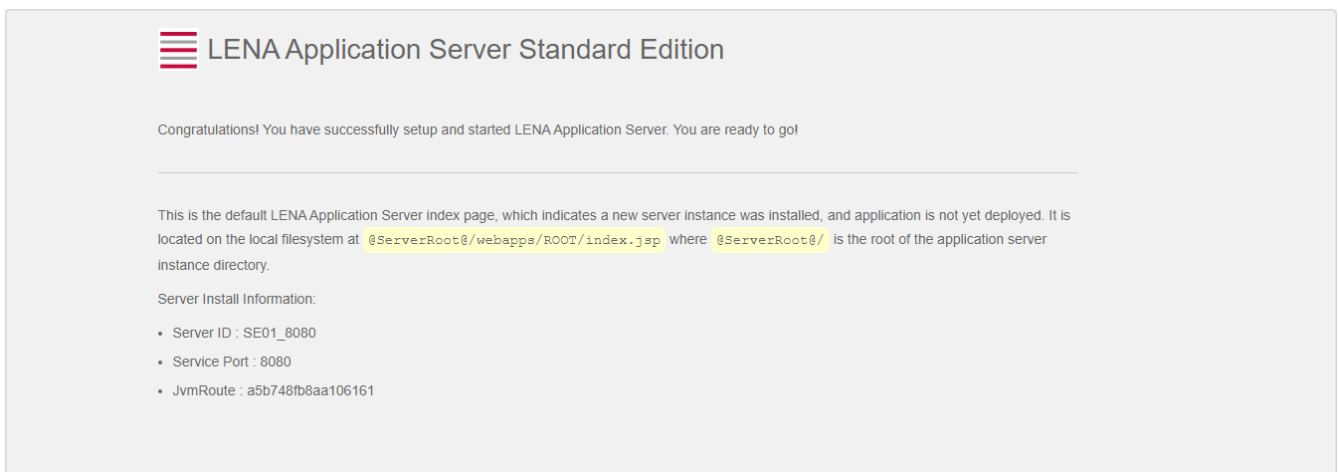 LENA Application Server Standard Edition
Congratulations! You have successfully setup and started LENA Application Server. You are ready to go!
This is the default LENA Application Server index page, which indicates a new server instance was installed, and application is not yet deployed. It is
located on the local filesystem at @ServerRoot@/webapps/ROOT/index.jsp where @ServerRoot@/ is the root of the application server
instance directory.
Server Install Information:
• Server ID : SE01_8080
• Service Port : 8080
• JvmRoute : a5b748fb8aa106161